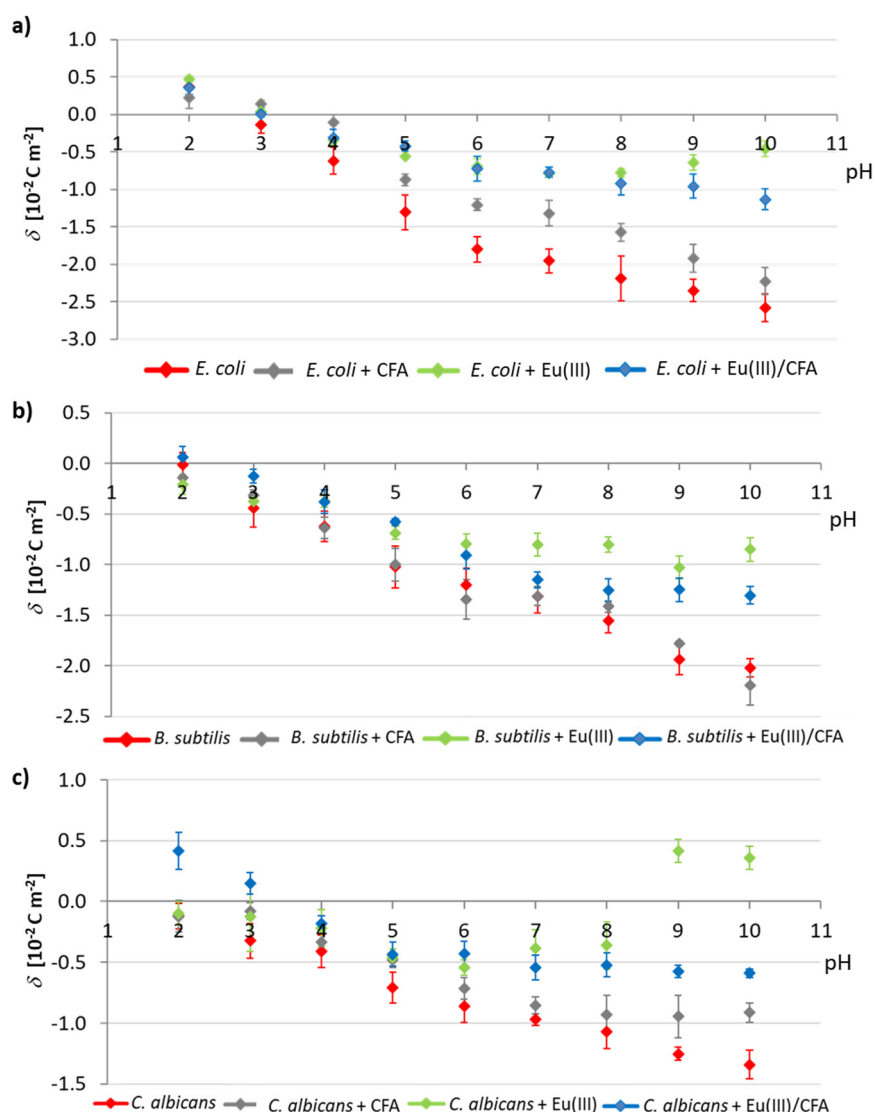 a)
1.0
0.5
0.0
-0.5
-1.0
-1.5
-2.0
-2.5
-3.0
δ [10-2 C m-2]
1 2 3 4 5 6 7 8 9 10 11
pH
E. coli E. coli + CFA E. coli + Eu(III) E. coli + Eu(III)/CFA
b)
0.5
0.0
-0.5
-1.0
-1.5
-2.0
-2.5
δ [10-2 C m-2]
1 2 3 4 5 6 7 8 9 10 11
pH
B. subtilis B. subtilis + CFA B. subtilis + Eu(III) B. subtilis + Eu(III)/CFA
c)
1.0
0.5
0.0
-0.5
-1.0
-1.5
δ [10-2 C m-2]
1 2 3 4 5 6 7 8 9 10 11
pH
C. albicans C. albicans + CFA C. albicans + Eu(III) C. albicans + Eu(III)/CFA